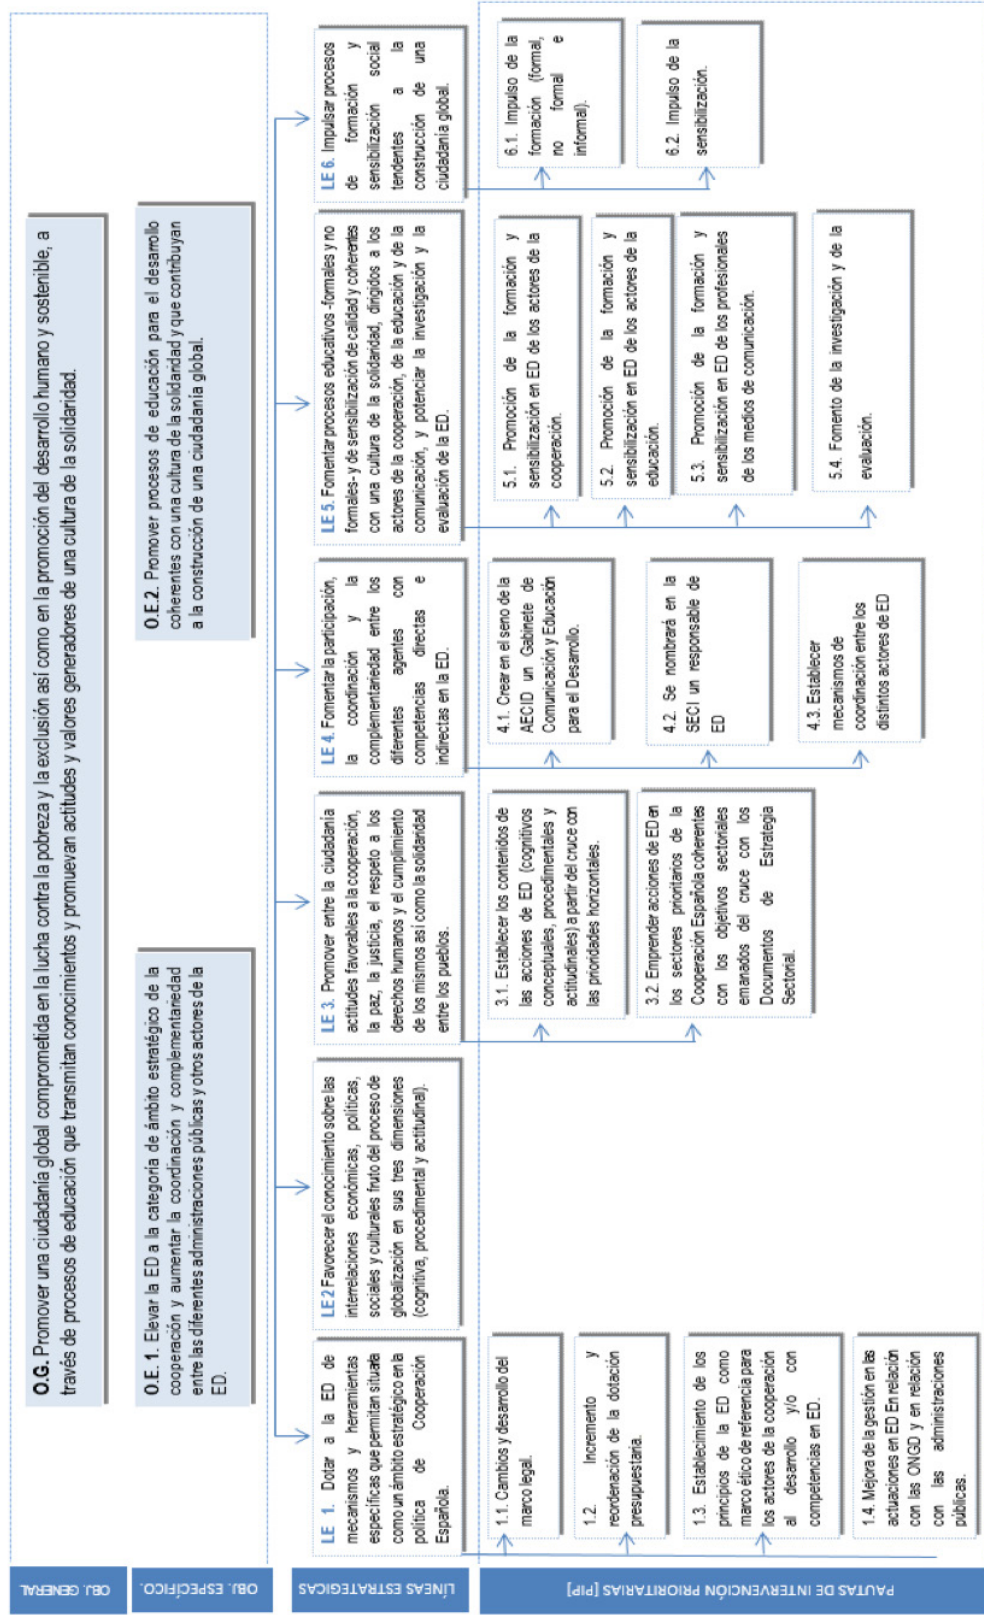 OBJ. GENERAL
O.G. Promover una ciudadanía global comprometida en la lucha contra la pobreza y la exclusión así como en la promoción del desarrollo humano y sostenible, a
través de procesos de educación que transmitan conocimientos y promuevan actitudes y valores generadores de una cultura de la solidaridad.
OBJ. ESPECÍFICO.
O.E. 1. Elevar la ED a la categoría de ámbito estratégico de la
cooperación y aumentar la coordinación y complementariedad
entre las diferentes administraciones públicas y otros actores de la
ED.
O.E.2. Promover procesos de educación para el desarrollo
coherentes con una cultura de la solidaridad y que contribuyan
a la construcción de una ciudadanía global.
LÍNEAS ESTRATEGICAS
LE 1. Dotar a la ED de
mecanismos y herramientas
específicas que permitan situarla
como un ámbito estratégico en la
política de Cooperación
Española.
LE2 Favorecer el conocimiento sobre las
interrelaciones económicas, políticas,
sociales y culturales fruto del proceso de
globalización en sus tres dimensiones
(cognitiva, procedimental y actitudinal).
LE 3. Promover entre la ciudadanía
actitudes favorables a la cooperación,
la paz, la justicia, el respeto a los
derechos humanos y el cumplimiento
de los mismos así como la solidaridad
entre los pueblos.
LE 4. Fomentar la participación,
la coordinación y la
complementariedad entre los
diferentes agentes con
competencias directas e
indirectas en la ED.
LE 5. Fomentar procesos educativos -formales y no
formales- y de sensibilización de calidad y coherentes
con una cultura de la solidaridad, dirigidos a los
actores de la cooperación, de la educación y de la
comunicación, y potenciar la investigación y la
evaluación de la ED.
LE 6. Impulsar procesos
de formación y
sensibilización social
tendentes a la
construcción de una
ciudadanía global.
PAUTAS DE INTERVENCIÓN PRIORITARIAS [PIP]
1.1. Cambios y desarrollo del
marco legal.
1.2. Incremento y
reordenación de la dotación
presupuestaria.
1.3. Establecimiento de los
principios de la ED como
marco ético de referencia para
los actores de la cooperación
al desarrollo y/o con
competencias en ED.
1.4. Mejora de la gestión en las
actuaciones en ED En relación
con las ONGD y en relación
con las administraciones
públicas.
3.1. Establecer los contenidos de
las acciones de ED (cognitivos
conceptuales, procedimentales y
actitudinales) a partir del cruce con
las prioridades horizontales.
3.2. Emprender acciones de ED en
los sectores prioritarios de la
Cooperación Española coherentes
con los objetivos sectoriales
emanados del cruce con los
Documentos de Estrategia
Sectorial.
4.1. Crear en el seno de la
AECID un Gabinete de
Comunicación y Educación
para el Desarrollo.
4.2. Se nombrará en la
SECI un responsable de
ED
4.3. Establecer
mecanismos de
coordinación entre los
distintos actores de ED
5.1. Promoción de la formación y
sensibilización en ED de los actores de la
cooperación.
5.2. Promoción de la formación y
sensibilización en ED de los actores de la
educación.
5.3. Promoción de la formación y
sensibilización en ED de los profesionales
de los medios de comunicación.
5.4. Fomento de la investigación y de la
evaluación.
6.1. Impulso de la
formación (formal,
no formal e
informal).
6.2. Impulso de la
sensibilización.